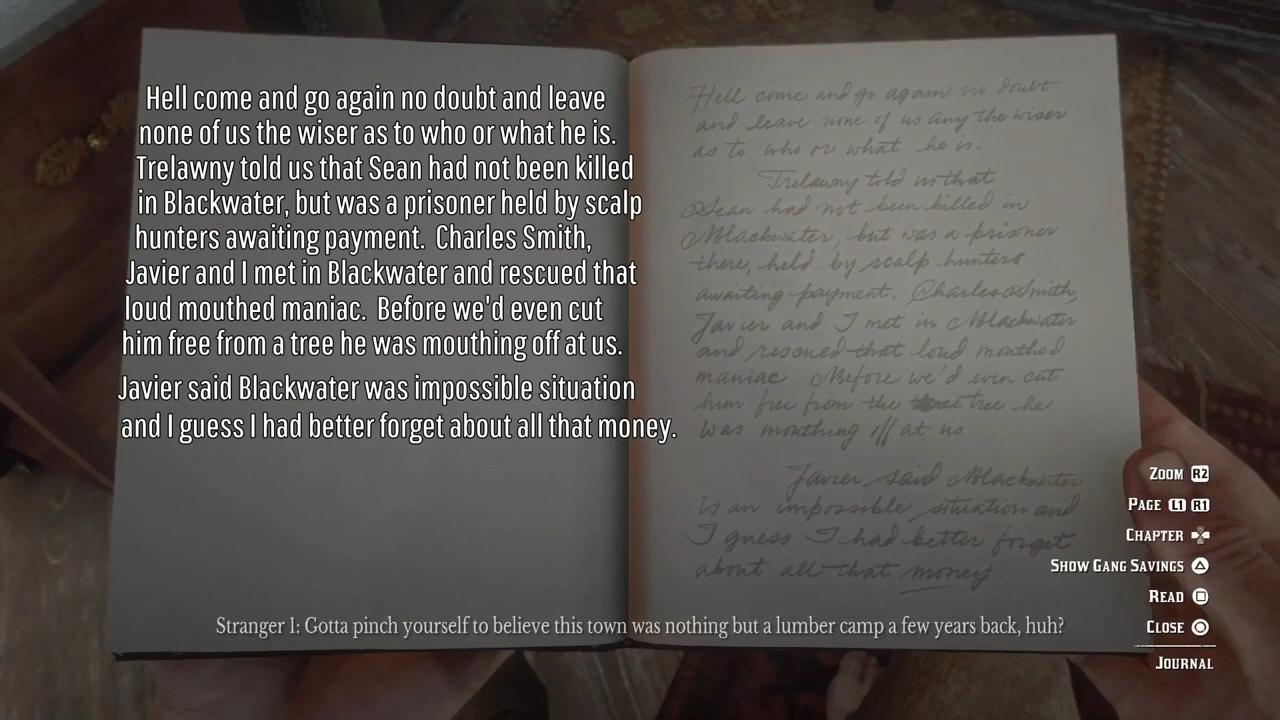 Hell come and go again no doubt and leave
none of us the wiser as to who or what he is.
Trelawny told us that Sean had not been killed
in Blackwater, but was a prisoner held by scalp
hunters awaiting payment. Charles Smith,
Javier and I met in Blackwater and rescued that
loud mouthed maniac. Before we'd even cut
him free from a tree he was mouthing off at us.
Javier said Blackwater was impossible situation
and I guess I had better forget about all that money.
Hell come and go again no doubt
and leave none of us any the wiser
as to who or what he is.
Trelawny told us that
Sean had not been killed in
Blackwater, but was a prisoner
there, held by scalp hunters
awaiting payment. Charles Smith,
Javier and I met in Blackwater
and rescued that loud mouthed
maniac. Before we'd even cut
him free from the tree he
was mouthing off at us.
Javier said Blackwater
is an impossible situation and
I guess I had better forget
about all that money.
ZOOM R2
PAGE L1 R1
CHAPTER
SHOW GANG SAVINGS
READ
CLOSE
JOURNAL
Stranger 1: Gotta pinch yourself to believe this town was nothing but a lumber camp a few years back, huh?